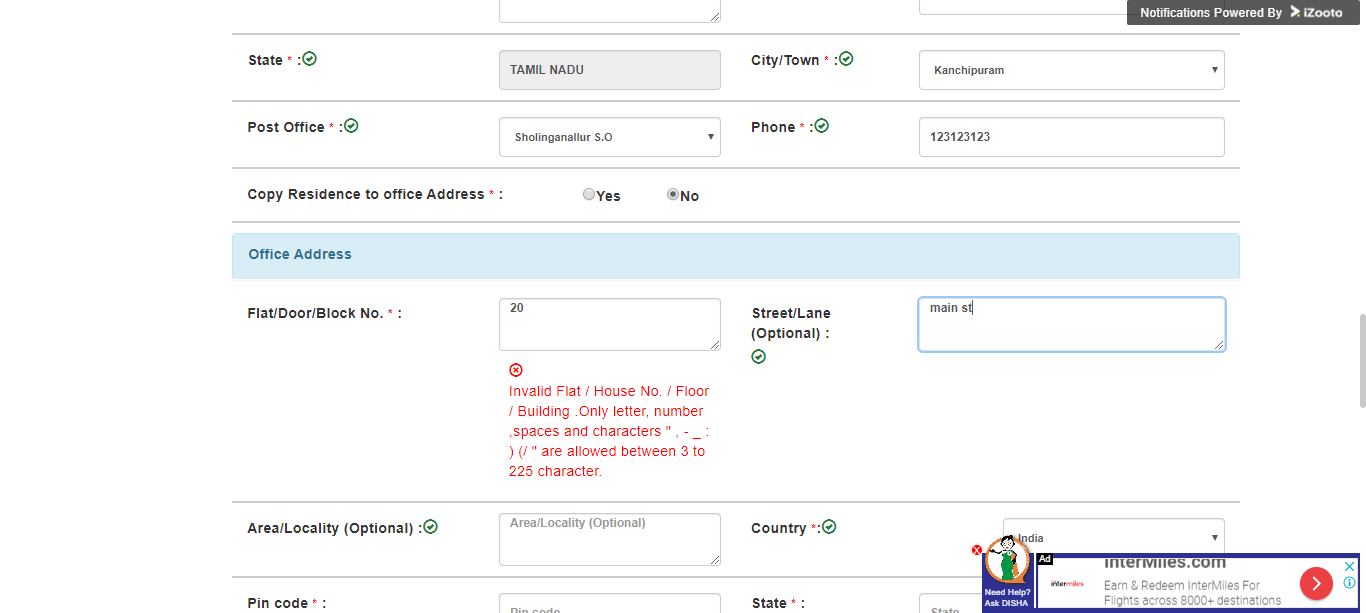 Notifications Powered By iZooto
State * :
TAMIL NADU
City/Town * :
Kanchipuram
Post Office * :
Sholinganallur S.O
Phone * :
123123123
Copy Residence to office Address * :
Yes
No
Office Address
Flat/Door/Block No. * :
20
Street/Lane
(Optional) :
main st
Invalid Flat / House No. / Floor
/ Building .Only letter, number
,spaces and characters " , - _ :
) (/ " are allowed between 3 to
225 character.
Area/Locality (Optional) :
Area/Locality (Optional)
Country *:
India
Need Help?
Ask DISHA
Ad
intermiles
InterMiles.com
Earn & Redeem InterMiles For
Flights across 8000+ destinations
Pin code * :
Pin code
State * :
State